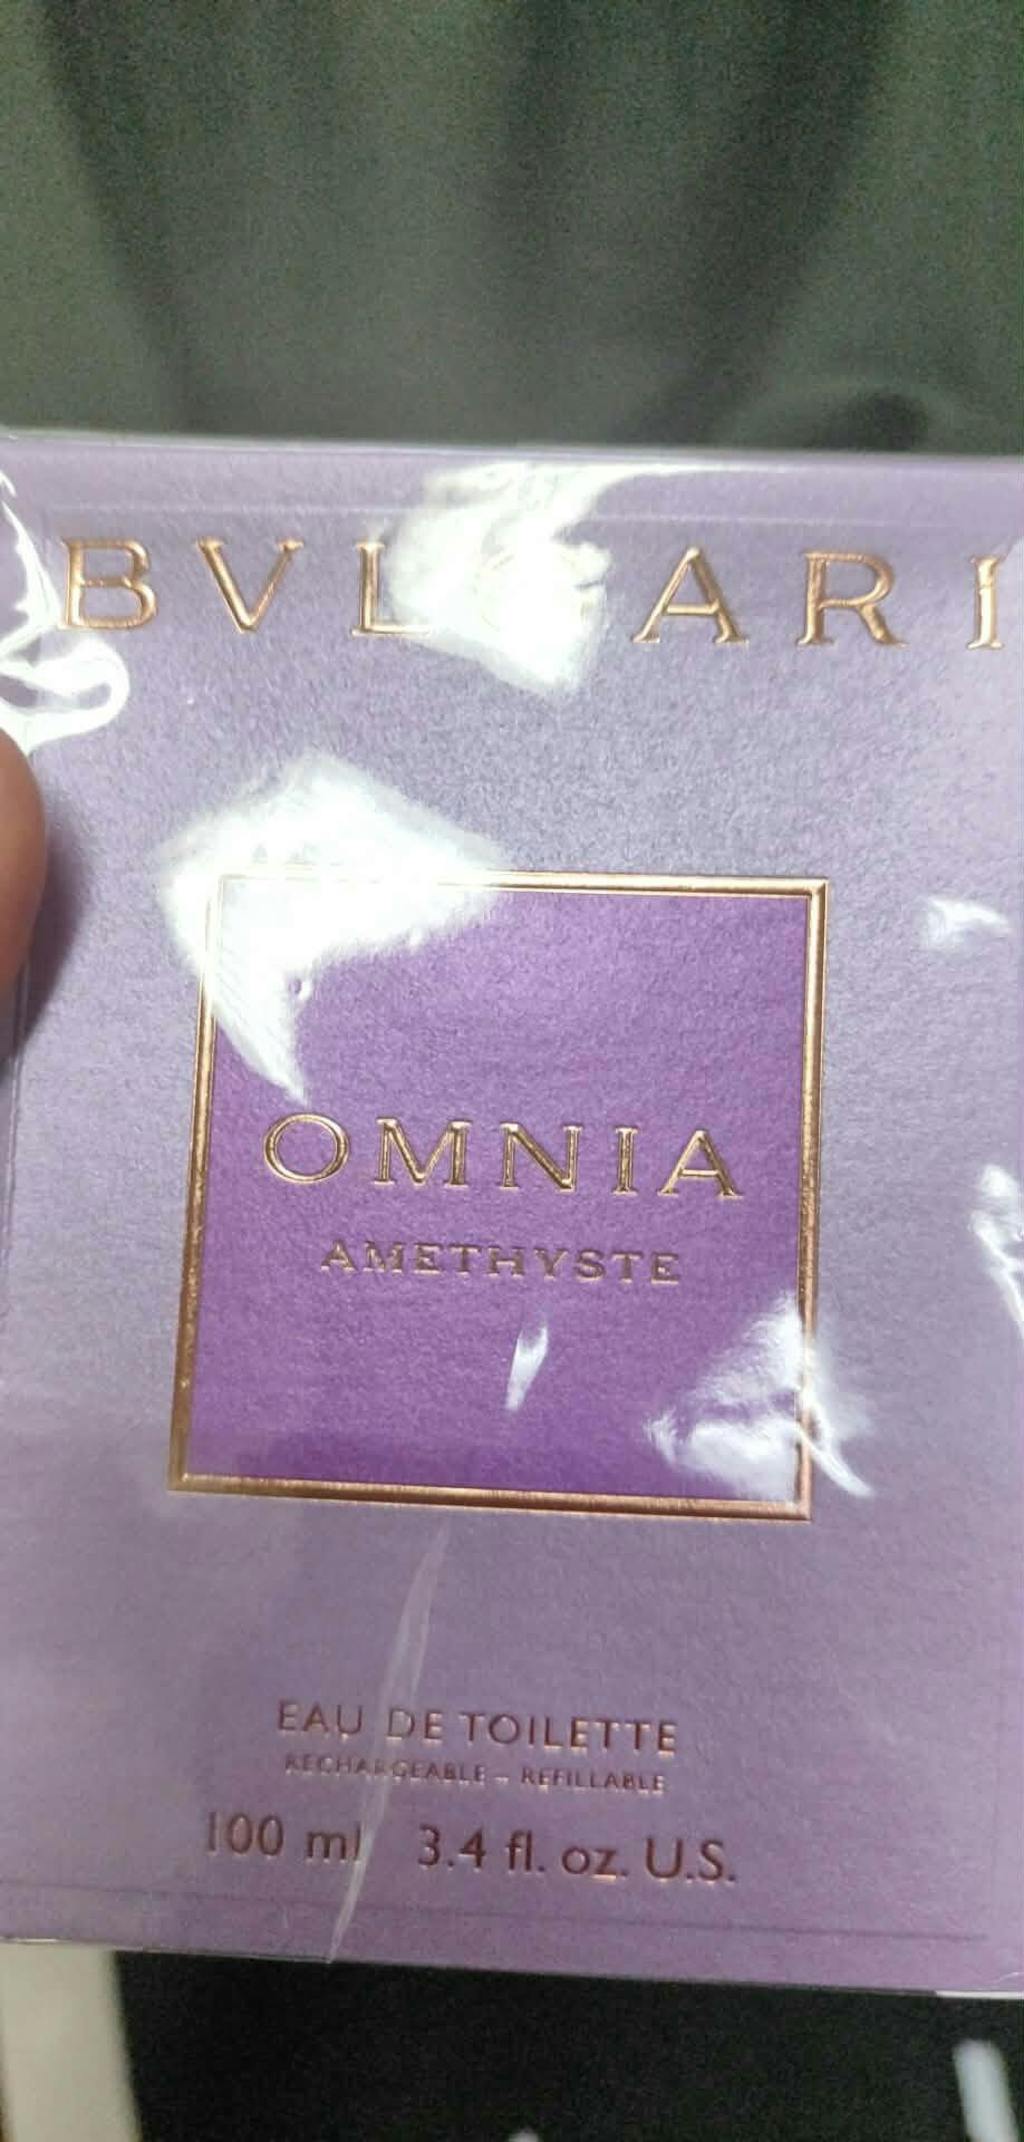 BVLGARI
OMNIA
AMETHYSTE
EAU DE TOILETTE
RECHARGEABLE – REFILLABLE
100 ml 3.4 fl. oz. U.S.